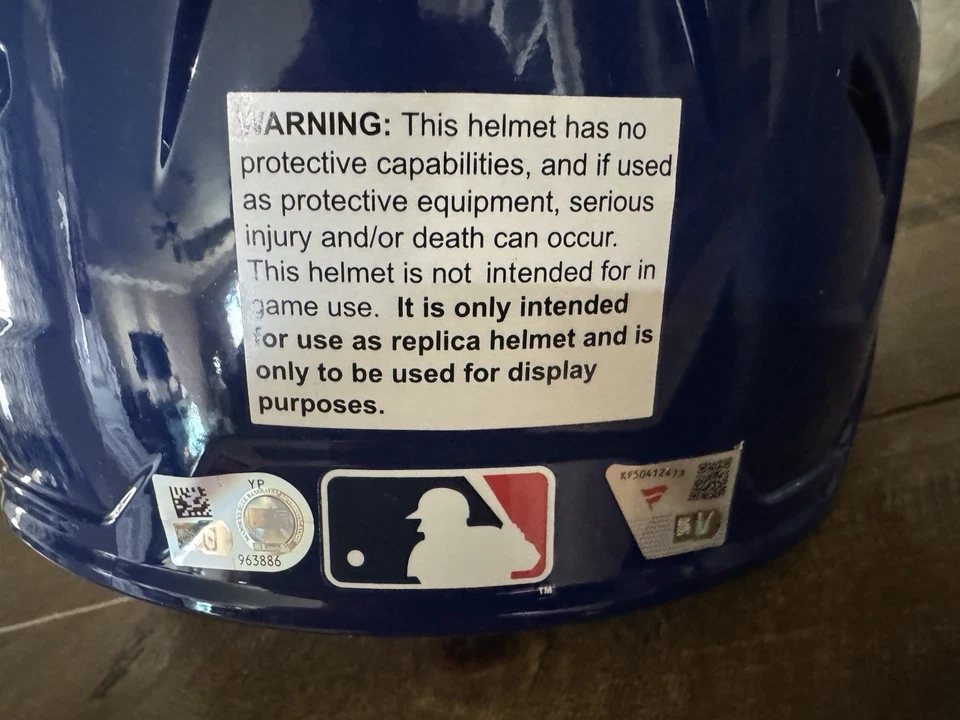 WARNING: This helmet has no
protective capabilities, and if used
as protective equipment, serious
injury and/or death can occur.
This helmet is not intended for in
game use. It is only intended
for use as replica helmet and is
only to be used for display
purposes.
YP
963886
TM